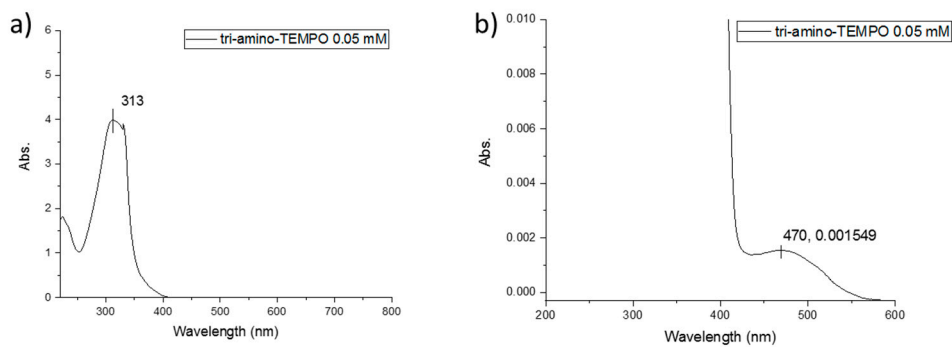 a)
tri-amino-TEMPO 0.05 mM
313
Abs.
6
5
4
3
2
1
0
300 400 500 600 700 800
Wavelength (nm)
b)
tri-amino-TEMPO 0.05 mM
470, 0.001549
Abs.
0.010
0.008
0.006
0.004
0.002
0.000
200 300 400 500 600
Wavelength (nm)